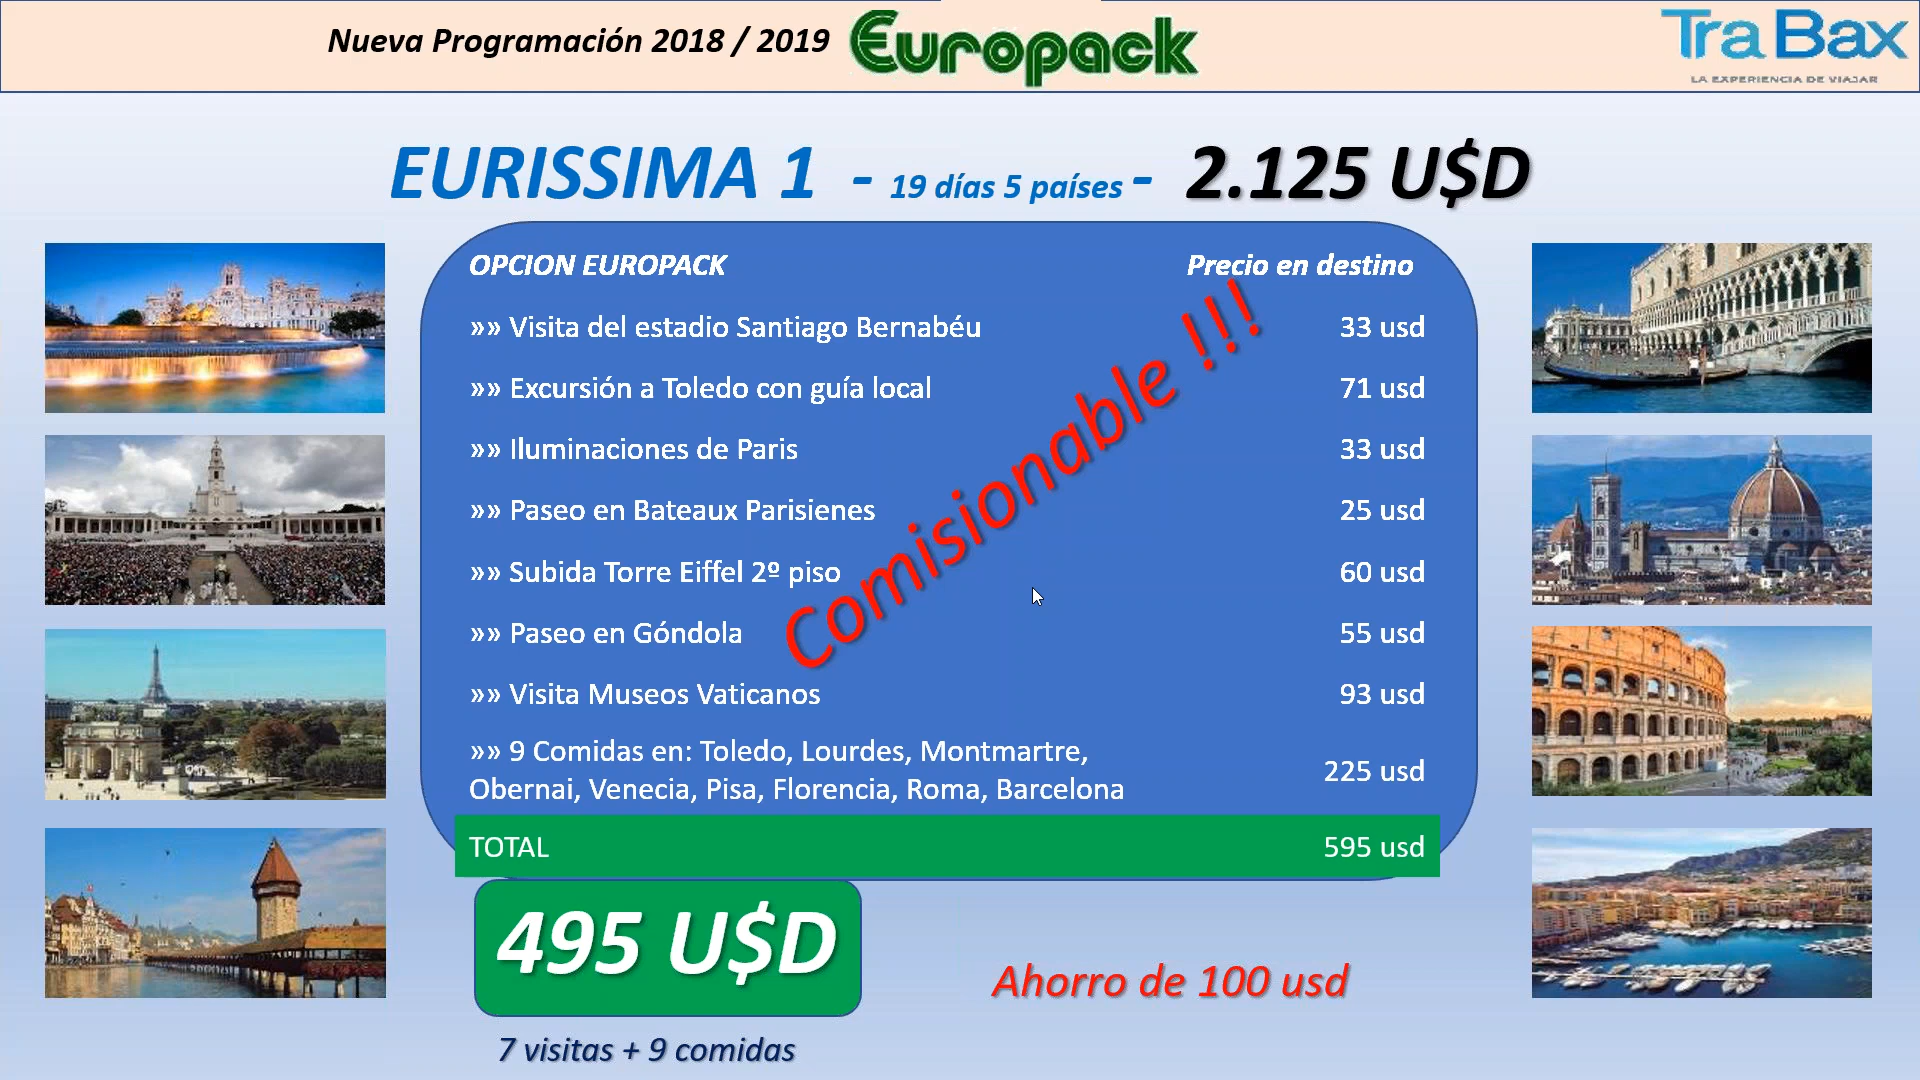 Nueva Programación 2018 / 2019
Europack
TraBax
LA EXPERIENCIA DE VIAJAR
EURISSIMA 1 - 19 días 5 países - 2.125 U$D
OPCION EUROPACK Precio en destino
»» Visita del estadio Santiago Bernabéu 33 usd
»» Excursión a Toledo con guía local 71 usd
»» Iluminaciones de Paris 33 usd
»» Paseo en Bateaux Parisienes 25 usd
»» Subida Torre Eiffel 2º piso 60 usd
»» Paseo en Góndola 55 usd
»» Visita Museos Vaticanos 93 usd
»» 9 Comidas en: Toledo, Lourdes, Montmartre,
Obernai, Venecia, Pisa, Florencia, Roma, Barcelona 225 usd
Comisionable !!!
TOTAL 595 usd
495 U$D
Ahorro de 100 usd
7 visitas + 9 comidas